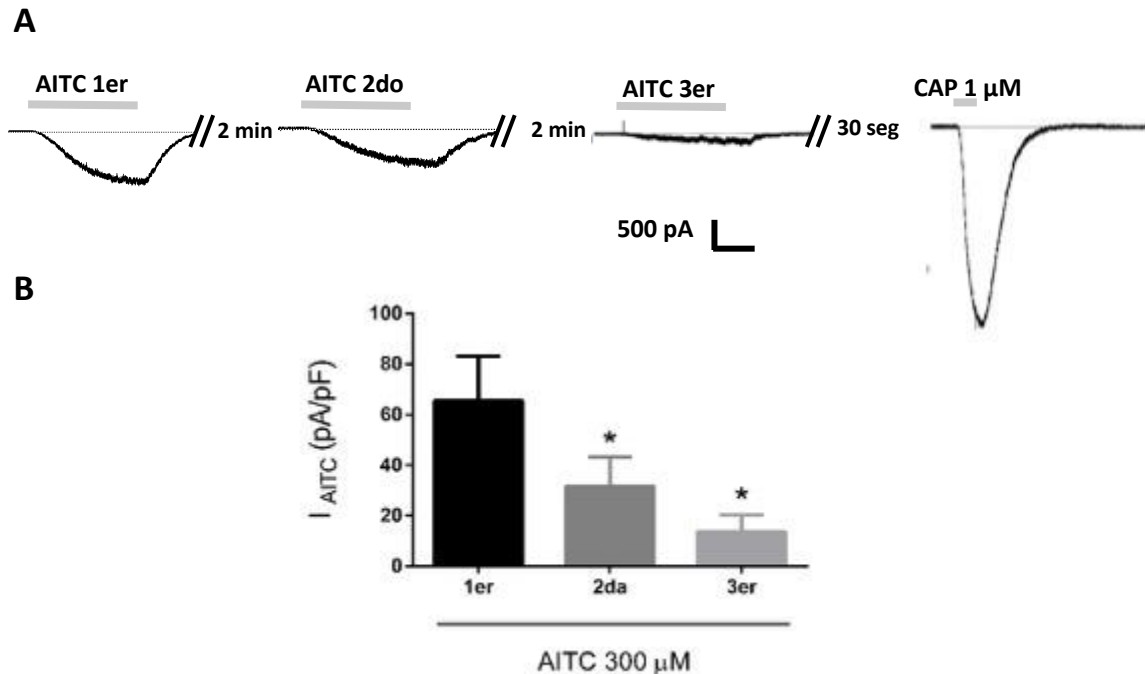 A
AITC 1er
AITC 2do
AITC 3er
CAP 1 μM
2 min
2 min
30 seg
500 pA
B
I AITC (pA/pF)
100
80
60
40
20
0
*
*
1er
2da
3er
AITC 300 μM